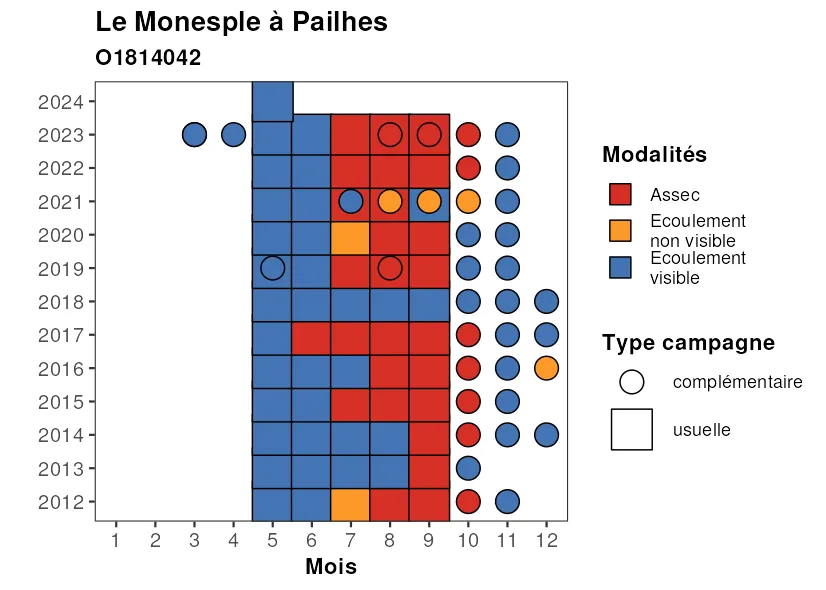 Le Monesple à Pailhes
O1814042
2024
2023
2022
2021
2020
2019
2018
2017
2016
2015
2014
2013
2012
1 2 3 4 5 6 7 8 9 10 11 12
Mois
Modalités
Assec
Ecoulement
non visible
Ecoulement
visible
Type campagne
complémentaire
usuelle